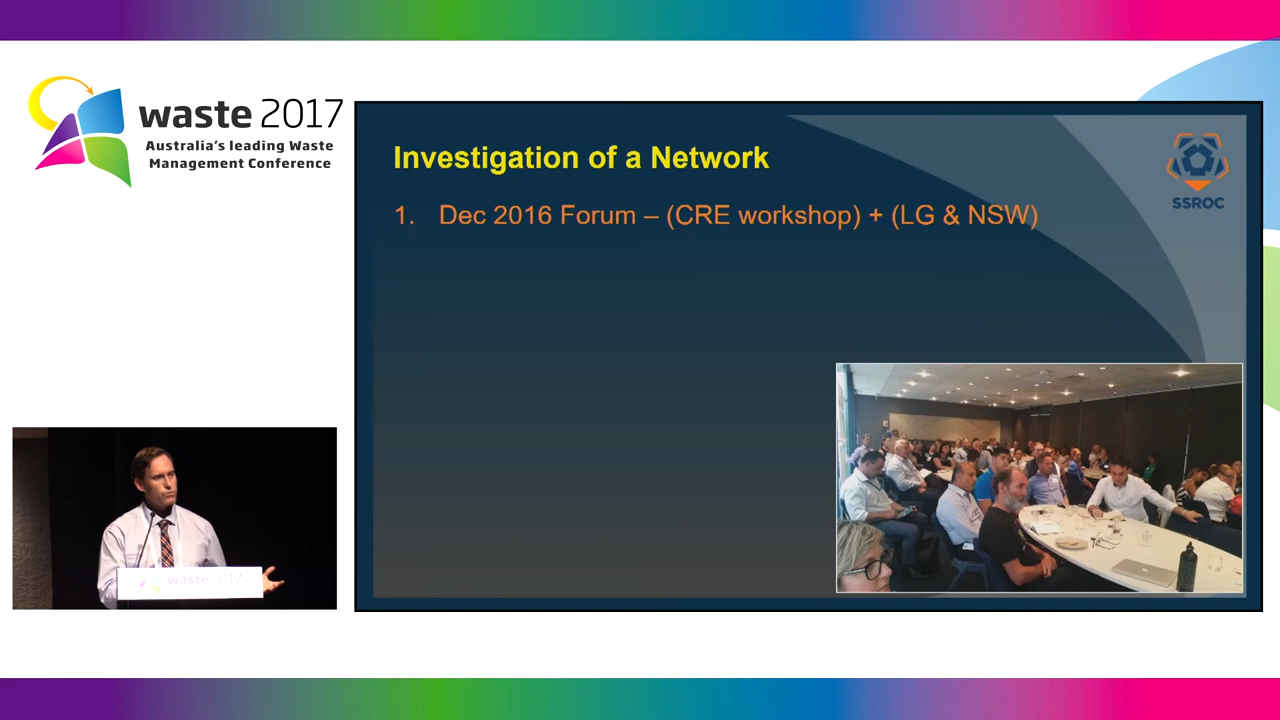 waste 2017
Australia's leading Waste
Management Conference
Investigation of a Network
1. Dec 2016 Forum – (CRE workshop) + (LG & NSW)
SSROC
waste 2017